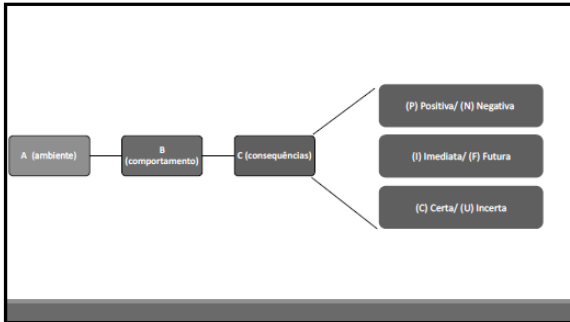 A (ambiente)
B
(comportamento)
C (consequências)
(P) Positiva/ (N) Negativa
(I) Imediata/ (F) Futura
(C) Certa/ (U) Incerta